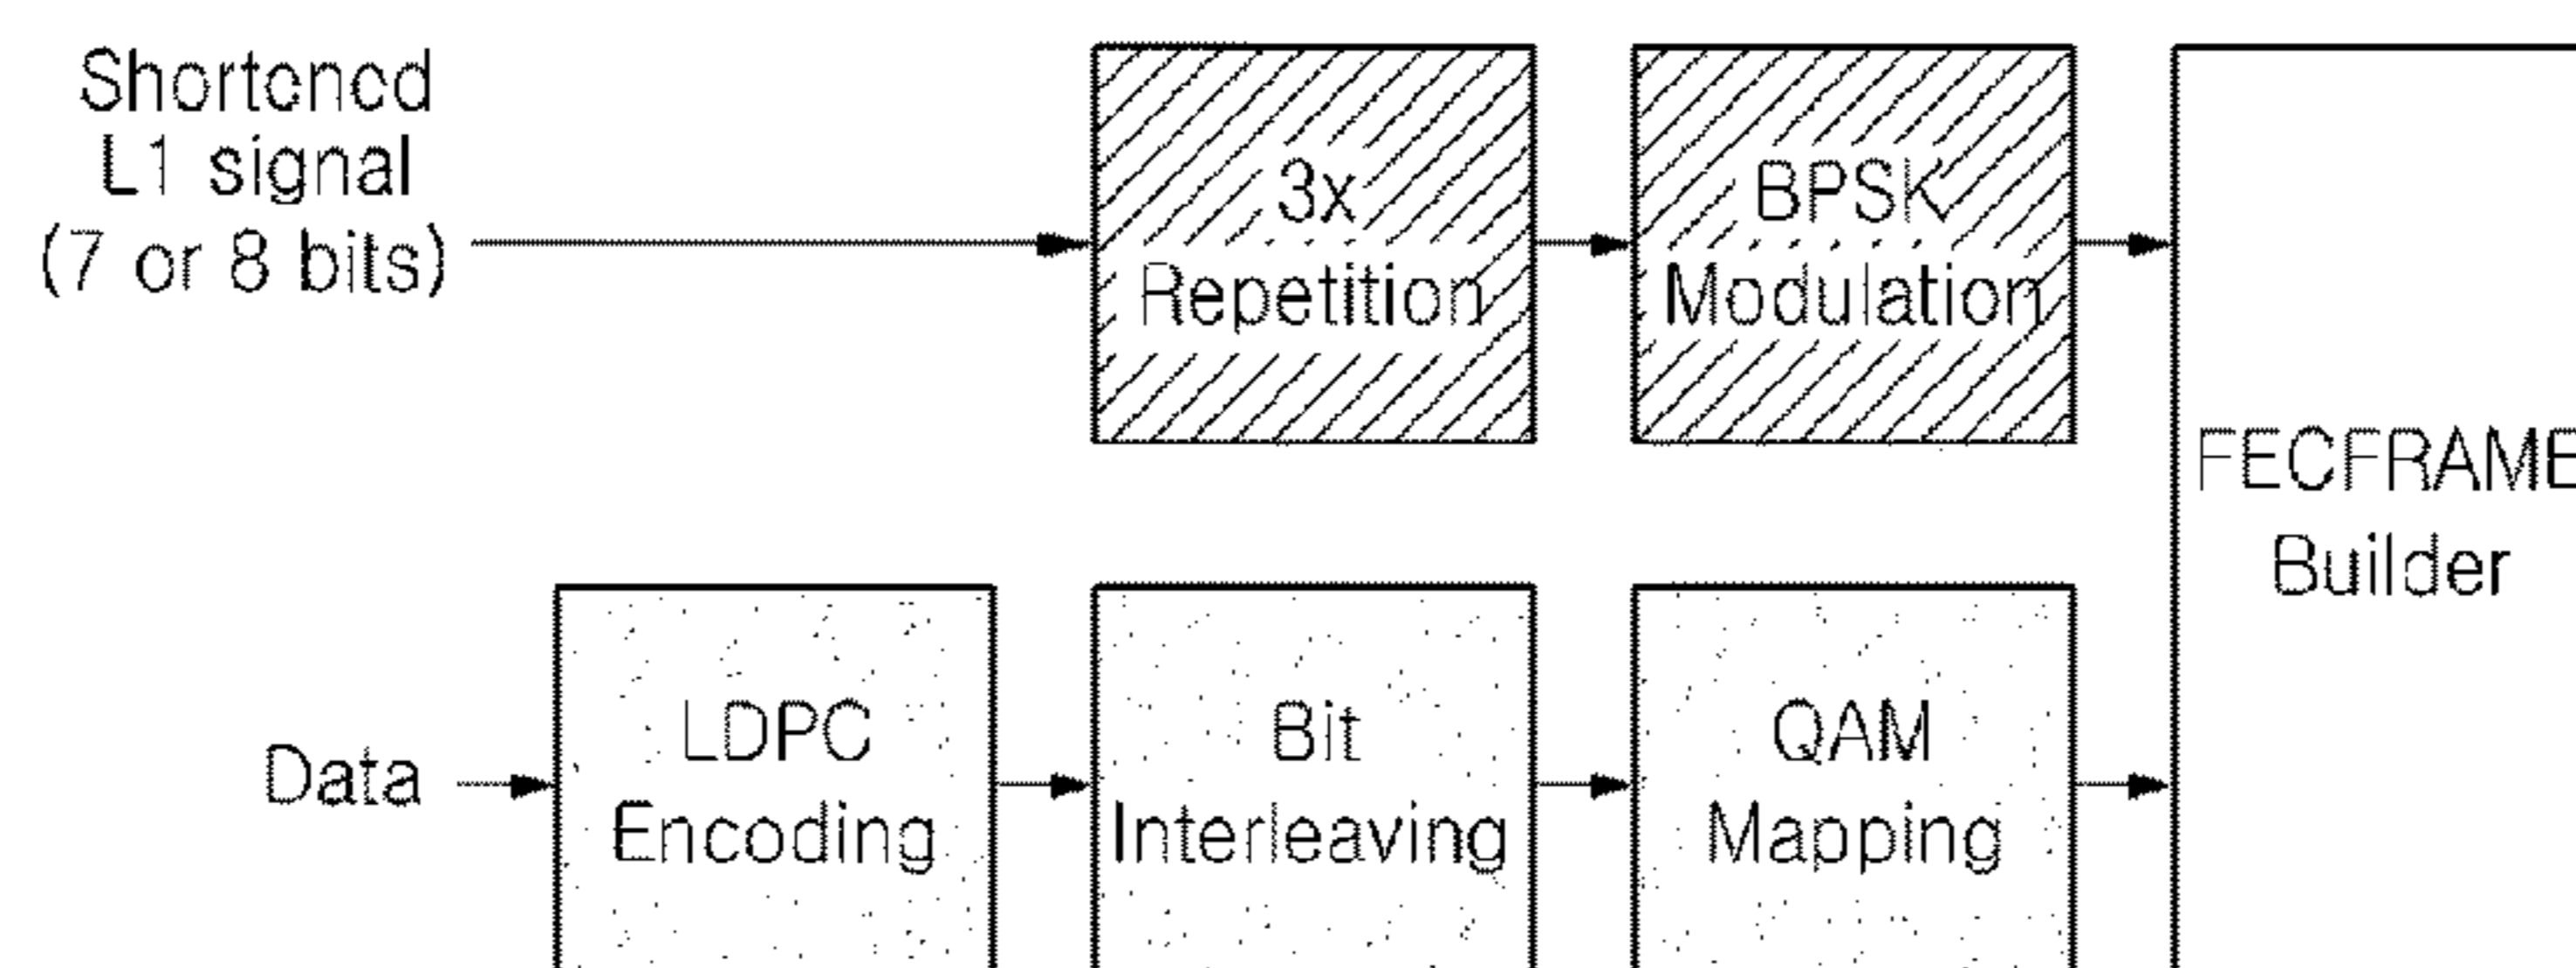 Shortened
L1 signal
(7 or 8 bits)
3x
Repetition
BPSK
Modulation
FECFRAME
Builder
Data
LDPC
Encoding
Bit
Interleaving
QAM
Mapping